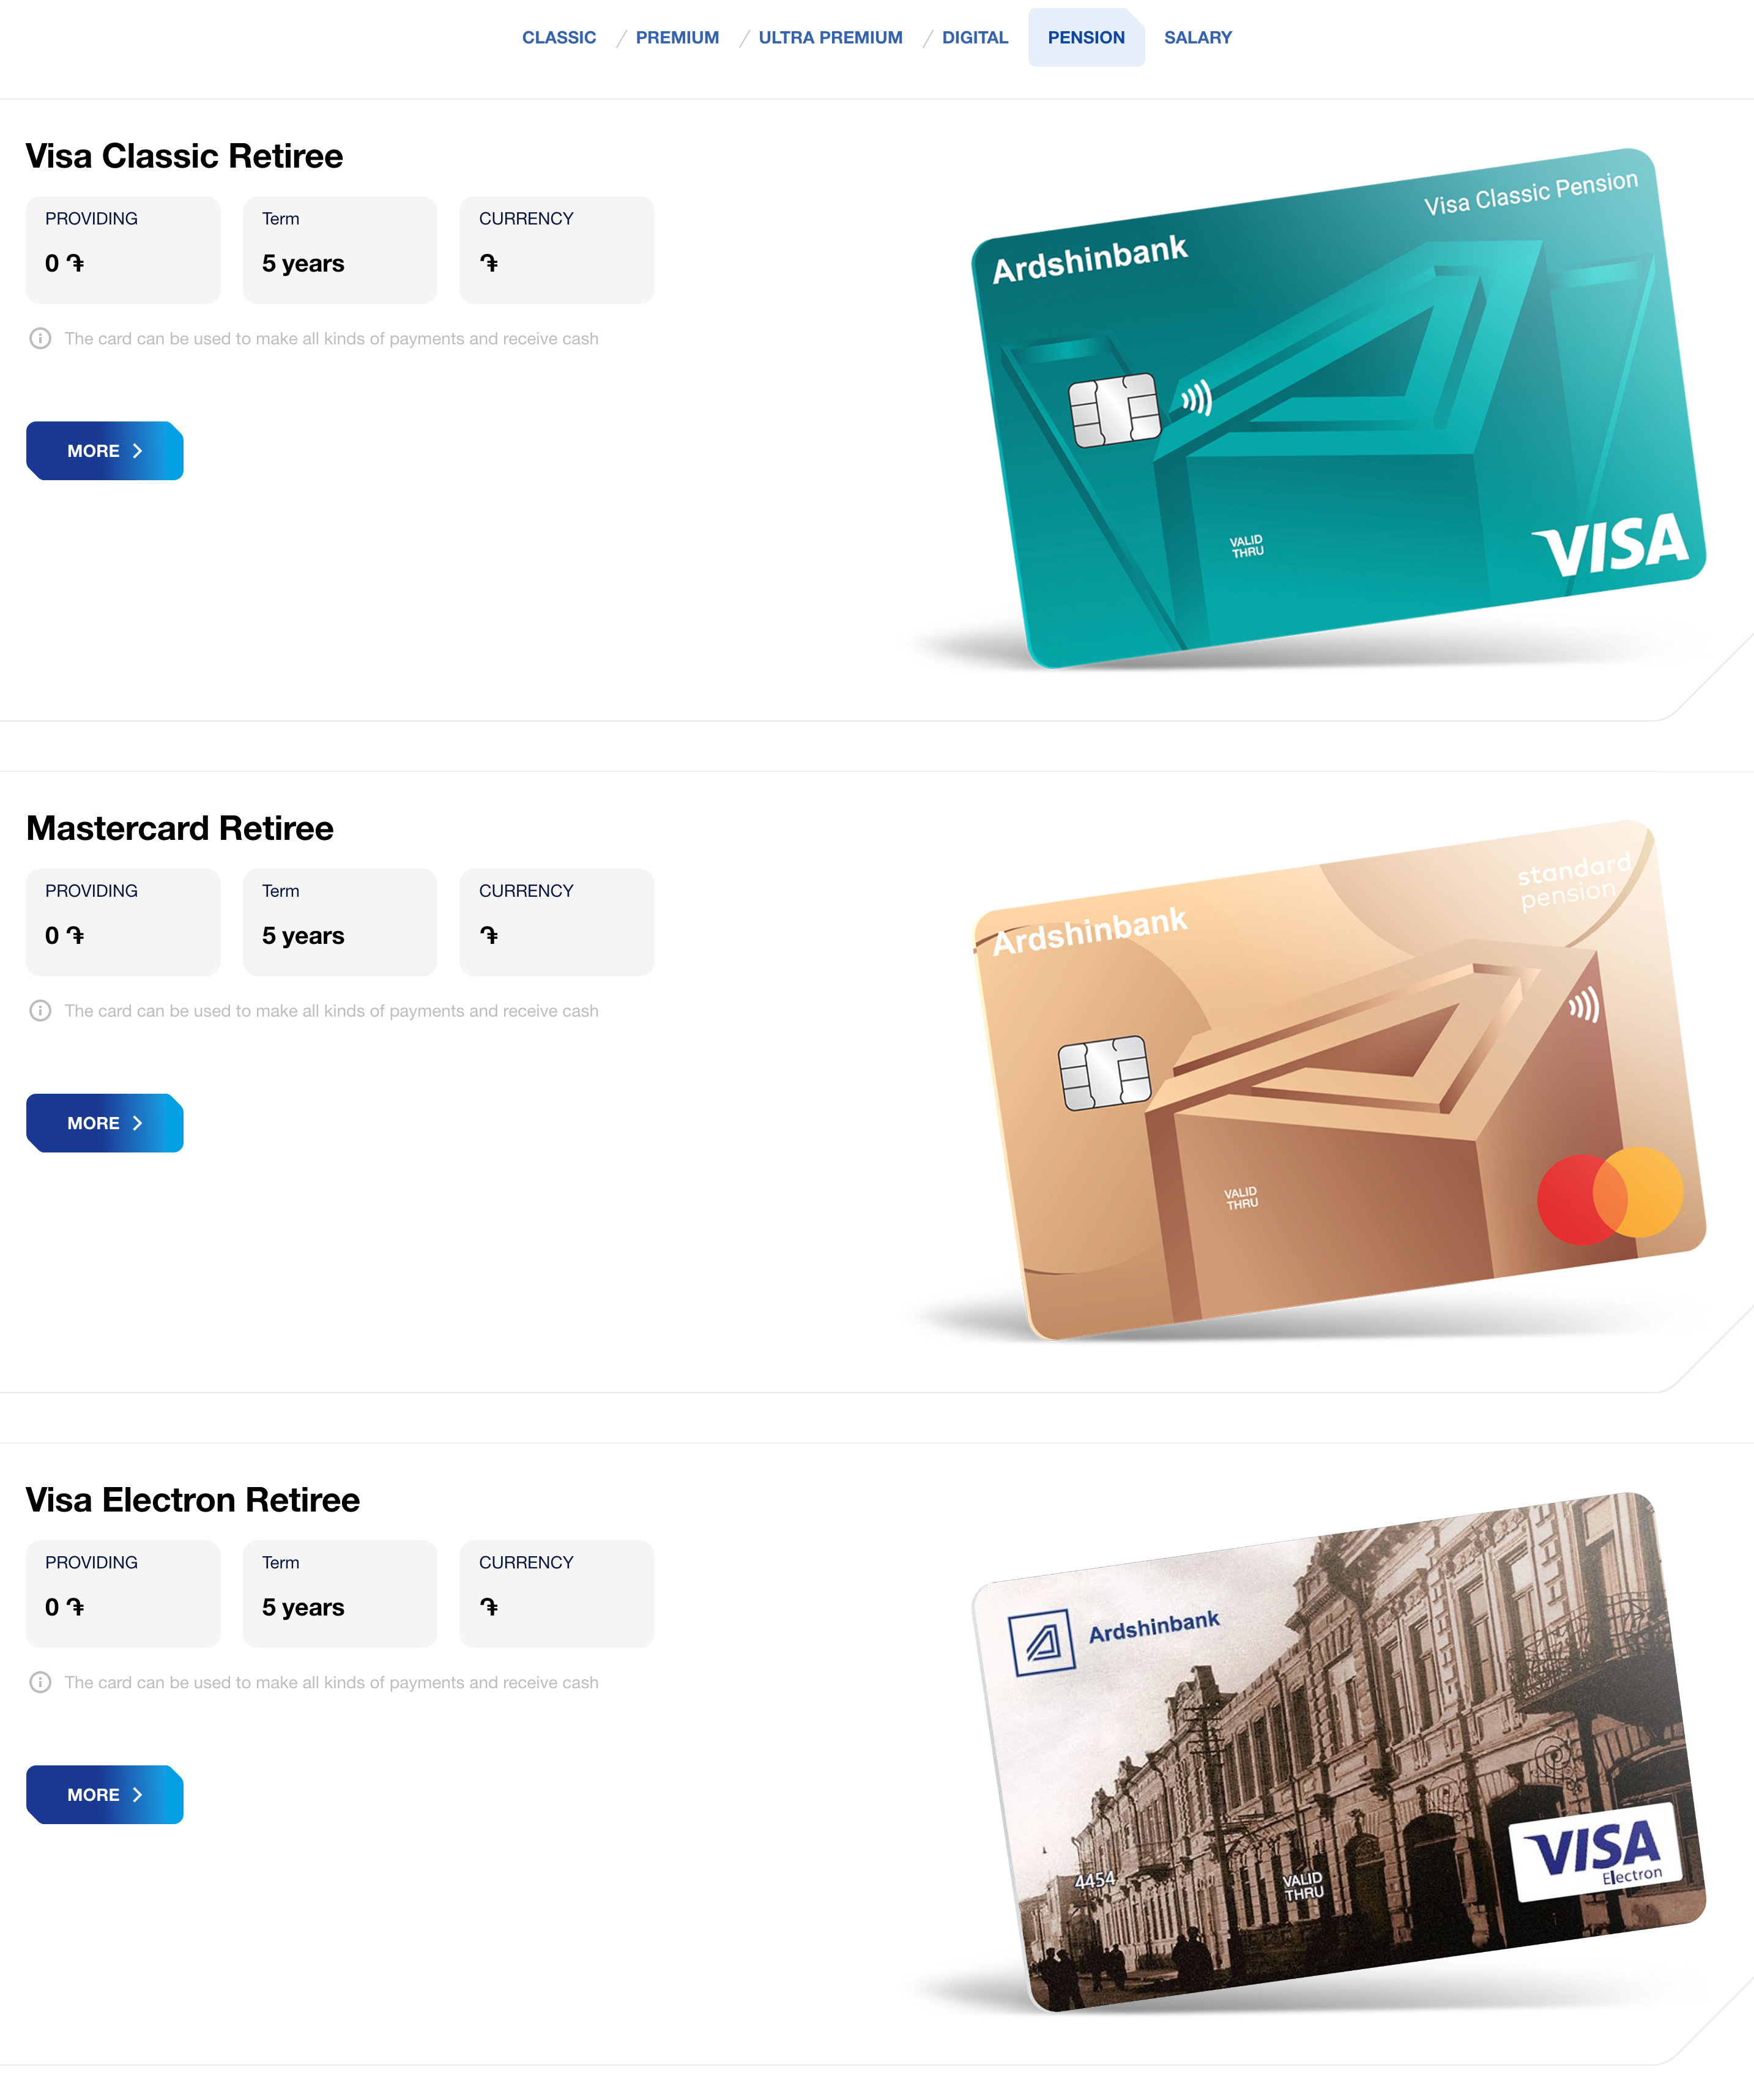 CLASSIC / PREMIUM / ULTRA PREMIUM / DIGITAL PENSION SALARY
Visa Classic Retiree
PROVIDING Term CURRENCY
0 ֏ 5 years ֏
The card can be used to make all kinds of payments and receive cash
MORE
Visa Classic Pension
Ardshinbank
VALID
THRU
VISA
Mastercard Retiree
PROVIDING Term CURRENCY
0 ֏ 5 years ֏
The card can be used to make all kinds of payments and receive cash
MORE
standard
pension
Ardshinbank
VALID
THRU
Visa Electron Retiree
PROVIDING Term CURRENCY
0 ֏ 5 years ֏
The card can be used to make all kinds of payments and receive cash
MORE
Ardshinbank
4454
VALID
THRU
VISA
Electron